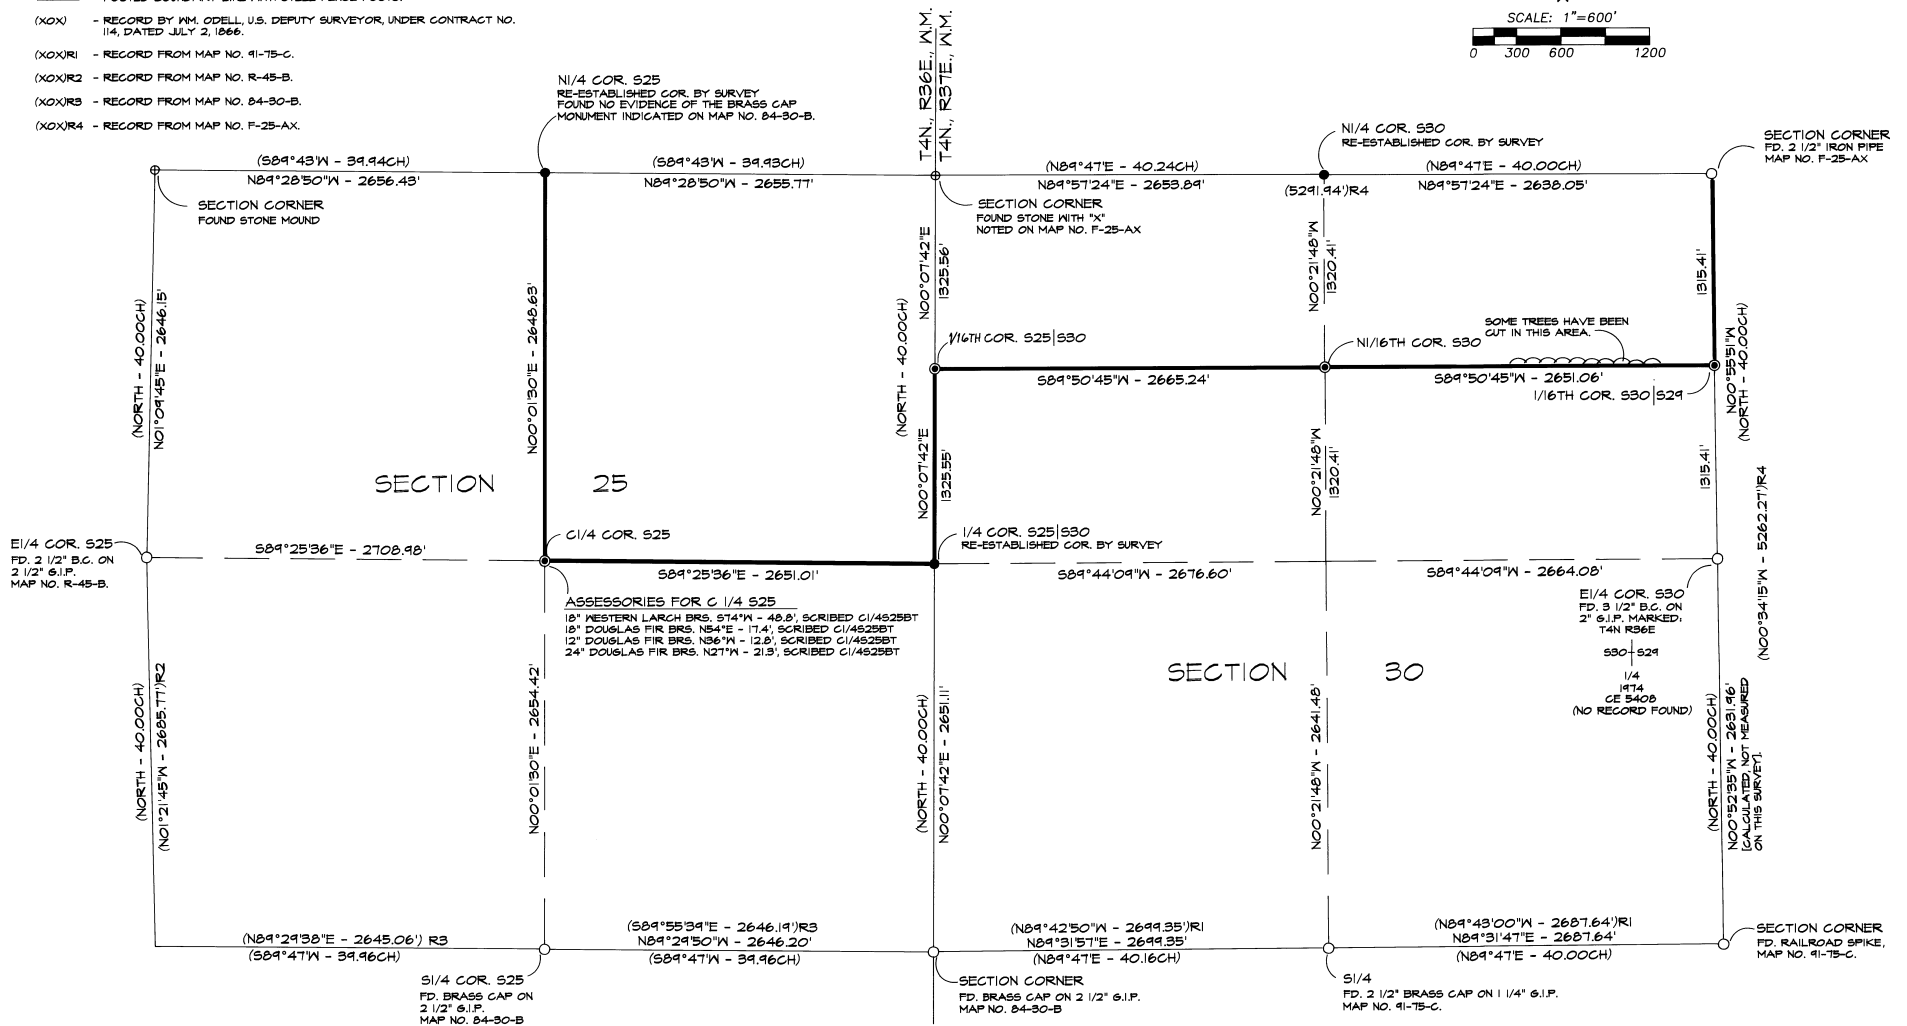 (XOX) - RECORD BY WM. ODELL, U.S. DEPUTY SURVEYOR, UNDER CONTRACT NO.
114, DATED JULY 2, 1866.
(XOX)R1 - RECORD FROM MAP NO. 91-75-C.
(XOX)R2 - RECORD FROM MAP NO. R-45-B.
(XOX)R3 - RECORD FROM MAP NO. 84-30-B.
(XOX)R4 - RECORD FROM MAP NO. F-25-AX.
SCALE: 1"=600'
0 300 600 1200
T4N., R36E., W.M.
T4N., R37E., W.M.
N1/4 COR. S25
RE-ESTABLISHED COR. BY SURVEY
FOUND NO EVIDENCE OF THE BRASS CAP
MONUMENT INDICATED ON MAP NO. 84-30-B.
N1/4 COR. S30
RE-ESTABLISHED COR. BY SURVEY
SECTION CORNER
FD. 2 1/2" IRON PIPE
MAP NO. F-25-AX
(S89°43'W - 39.94CH)
N89°28'50"W - 2656.43'
(S89°43'W - 39.93CH)
N89°28'50"W - 2655.77'
(N89°47'E - 40.24CH)
N89°57'24"E - 2653.89'
(5291.94')R4
(N89°47'E - 40.00CH)
N89°57'24"E - 2638.05'
SECTION CORNER
FOUND STONE MOUND
SECTION CORNER
FOUND STONE WITH "X"
NOTED ON MAP NO. F-25-AX
(NORTH - 40.00CH)
N01°09'45"E - 2646.15'
N00°01'30"E - 2648.63'
(NORTH - 40.00CH)
N00°07'42"E
1325.56'
N00°21'48"W
1320.41'
1315.41'
N00°55'51"W
(NORTH - 40.00CH)
1/16TH COR. S25|S30
N1/16TH COR. S30
SOME TREES HAVE BEEN
CUT IN THIS AREA.
S89°50'45"W - 2665.24'
S89°50'45"W - 2651.06'
1/16TH COR. S30|S29
N00°07'42"E
1325.55'
N00°21'48"W
1320.41'
1315.41'
(N00°34'15"W - 5262.27')R4
SECTION 25
E1/4 COR. S25
FD. 2 1/2" B.C. ON
2 1/2" G.I.P.
MAP NO. R-45-B.
S89°25'36"E - 2708.98'
C1/4 COR. S25
S89°25'36"E - 2651.01'
1/4 COR. S25|S30
RE-ESTABLISHED COR. BY SURVEY
S89°44'09"W - 2676.60'
S89°44'09"W - 2664.08'
ASSESSORIES FOR C 1/4 S25
18" WESTERN LARCH BRS. S74°W - 48.8', SCRIBED C1/4S25BT
18" DOUGLAS FIR BRS. N54°E - 17.4', SCRIBED C1/4S25BT
12" DOUGLAS FIR BRS. N36°W - 12.8', SCRIBED C1/4S25BT
24" DOUGLAS FIR BRS. N27°W - 21.3', SCRIBED C1/4S25BT
E1/4 COR. S30
FD. 3 1/2" B.C. ON
2" G.I.P. MARKED:
T4N R36E
S30 S29
1/4
1974
CE 5408
(NO RECORD FOUND)
SECTION 30
(NORTH - 40.00CH)
(N01°21'45"W - 2685.77')R2
N00°01'30"E - 2654.42'
(NORTH - 40.00CH)
N00°07'42"E - 2651.11'
N00°21'48"W - 2641.48'
(NORTH - 40.00CH)
N00°52'35"W - 2631.96'
[CALCULATED, NOT MEASURED
ON THIS SURVEY].
(N89°29'38"E - 2645.06') R3
(S89°47'W - 39.96CH)
(S89°55'39"E - 2646.19')R3
N89°29'50"W - 2646.20'
(S89°47'W - 39.96CH)
(N89°42'50"W - 2699.35')R1
N89°31'57"E - 2699.35'
(N89°47'E - 40.16CH)
(N89°43'00"W - 2687.64')R1
N89°31'47"E - 2687.64'
(N89°47'E - 40.00CH)
S1/4 COR. S25
FD. BRASS CAP ON
2 1/2" G.I.P.
MAP NO. 84-30-B
SECTION CORNER
FD. BRASS CAP ON 2 1/2" G.I.P.
MAP NO. 84-30-B
S1/4
FD. 2 1/2" BRASS CAP ON 1 1/4" G.I.P.
MAP NO. 91-75-C.
SECTION CORNER
FD. RAILROAD SPIKE,
MAP NO. 91-75-C.